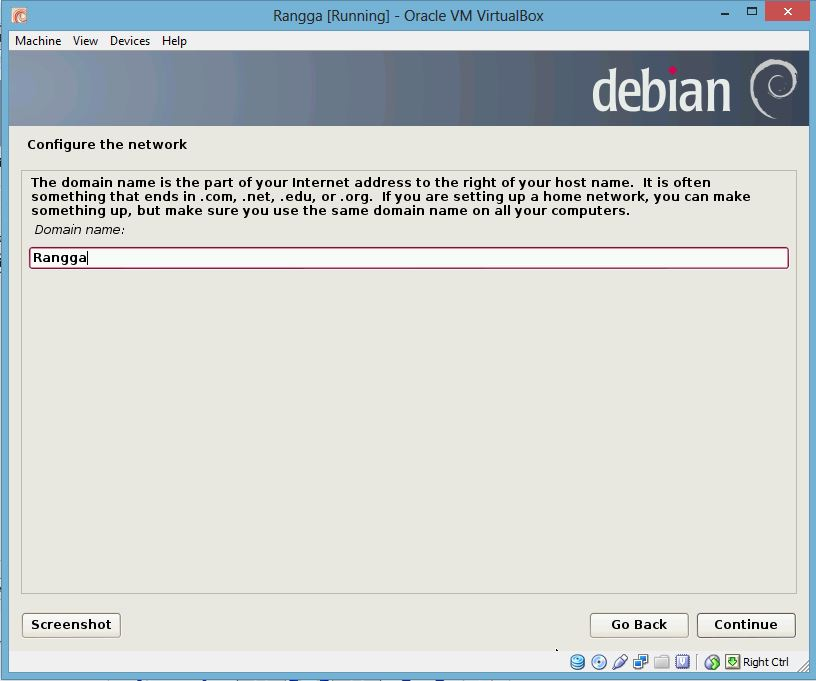 Rangga [Running] - Oracle VM VirtualBox
Machine View Devices Help
debian
Configure the network
The domain name is the part of your Internet address to the right of your host name. It is often
something that ends in .com, .net, .edu, or .org. If you are setting up a home network, you can make
something up, but make sure you use the same domain name on all your computers.
Domain name:
Rangga
Screenshot Go Back Continue
Right Ctrl